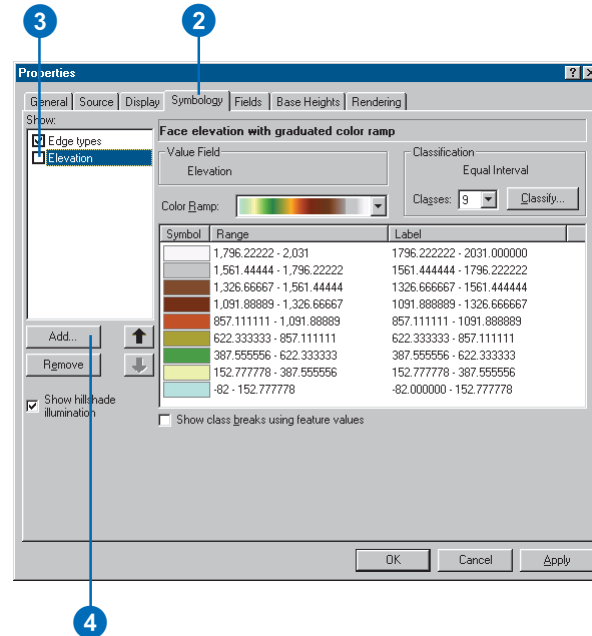 3 2
Properties
General Source Display Symbology Fields Base Heights Rendering
Show:
Edge types
Elevation
Face elevation with graduated color ramp
Value Field
Elevation
Classification
Equal Interval
Color Ramp:
Classes: 9 Classify...
Symbol Range Label
1,796.22222 - 2,031 1796.222222 - 2031.000000
1,561.44444 - 1,796.22222 1561.444444 - 1796.222222
1,326.66667 - 1,561.44444 1326.666667 - 1561.444444
1,091.88889 - 1,326.66667 1091.888889 - 1326.666667
857.111111 - 1,091.88889 857.111111 - 1091.888889
622.333333 - 857.111111 622.333333 - 857.111111
387.555556 - 622.333333 387.555556 - 622.333333
152.777778 - 387.555556 152.777778 - 387.555556
-82 - 152.777778 -82.000000 - 152.777778
Add...
Remove
Show hillshade
illumination
Show class breaks using feature values
OK Cancel Apply
4